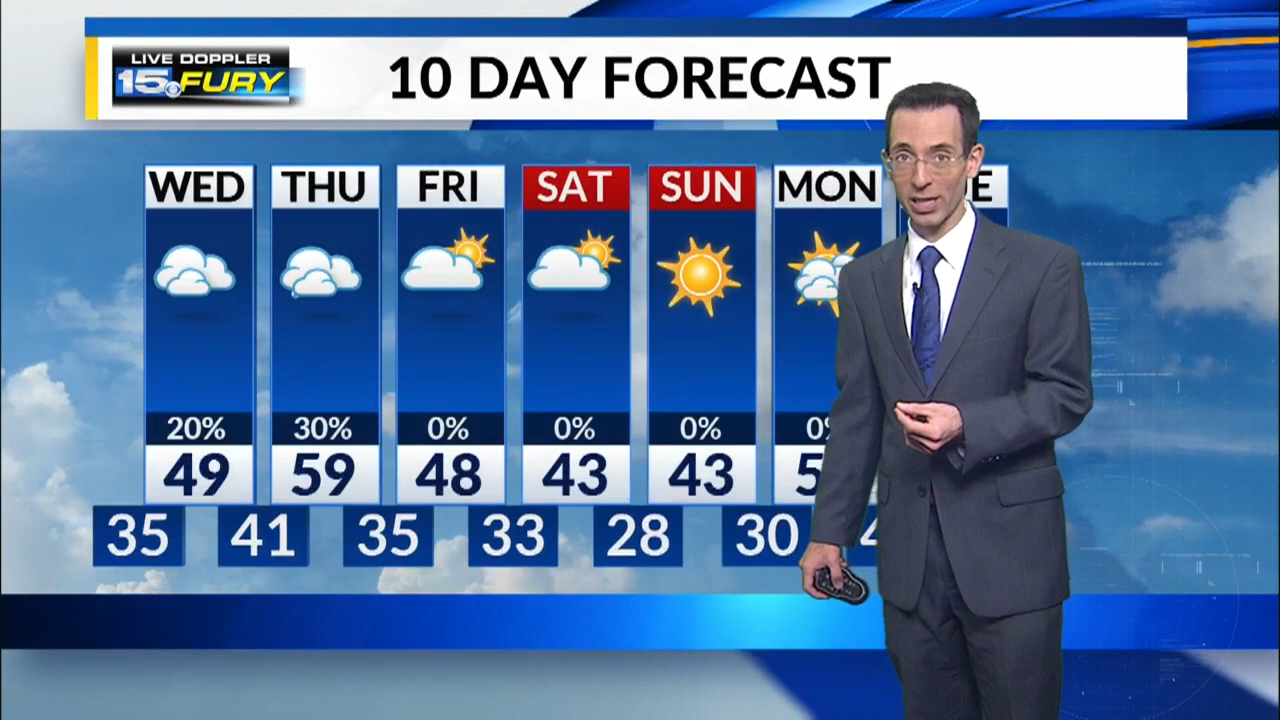 LIVE DOPPLER
15 FURY
10 DAY FORECAST
WED THU FRI SAT SUN MON
20% 30% 0% 0% 0%
49 59 48 43 43
35 41 35 33 28 30